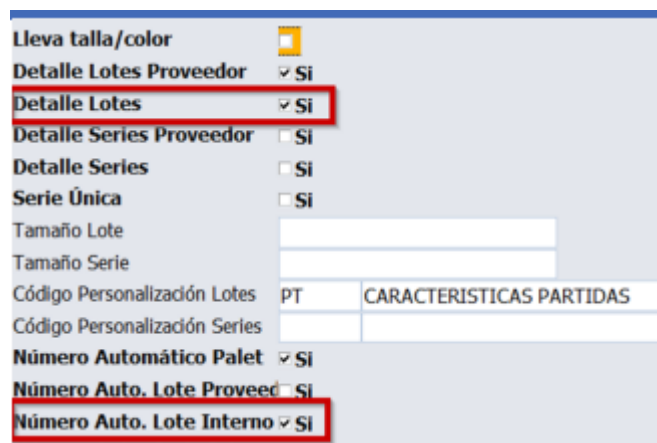 Lleva talla/color
Detalle Lotes Proveedor Si
Detalle Lotes Si
Detalle Series Proveedor Si
Detalle Series Si
Serie Única Si
Tamaño Lote
Tamaño Serie
Código Personalización Lotes PT CARACTERISTICAS PARTIDAS
Código Personalización Series
Número Automático Palet Si
Número Auto. Lote Proveed Si
Número Auto. Lote Interno Si